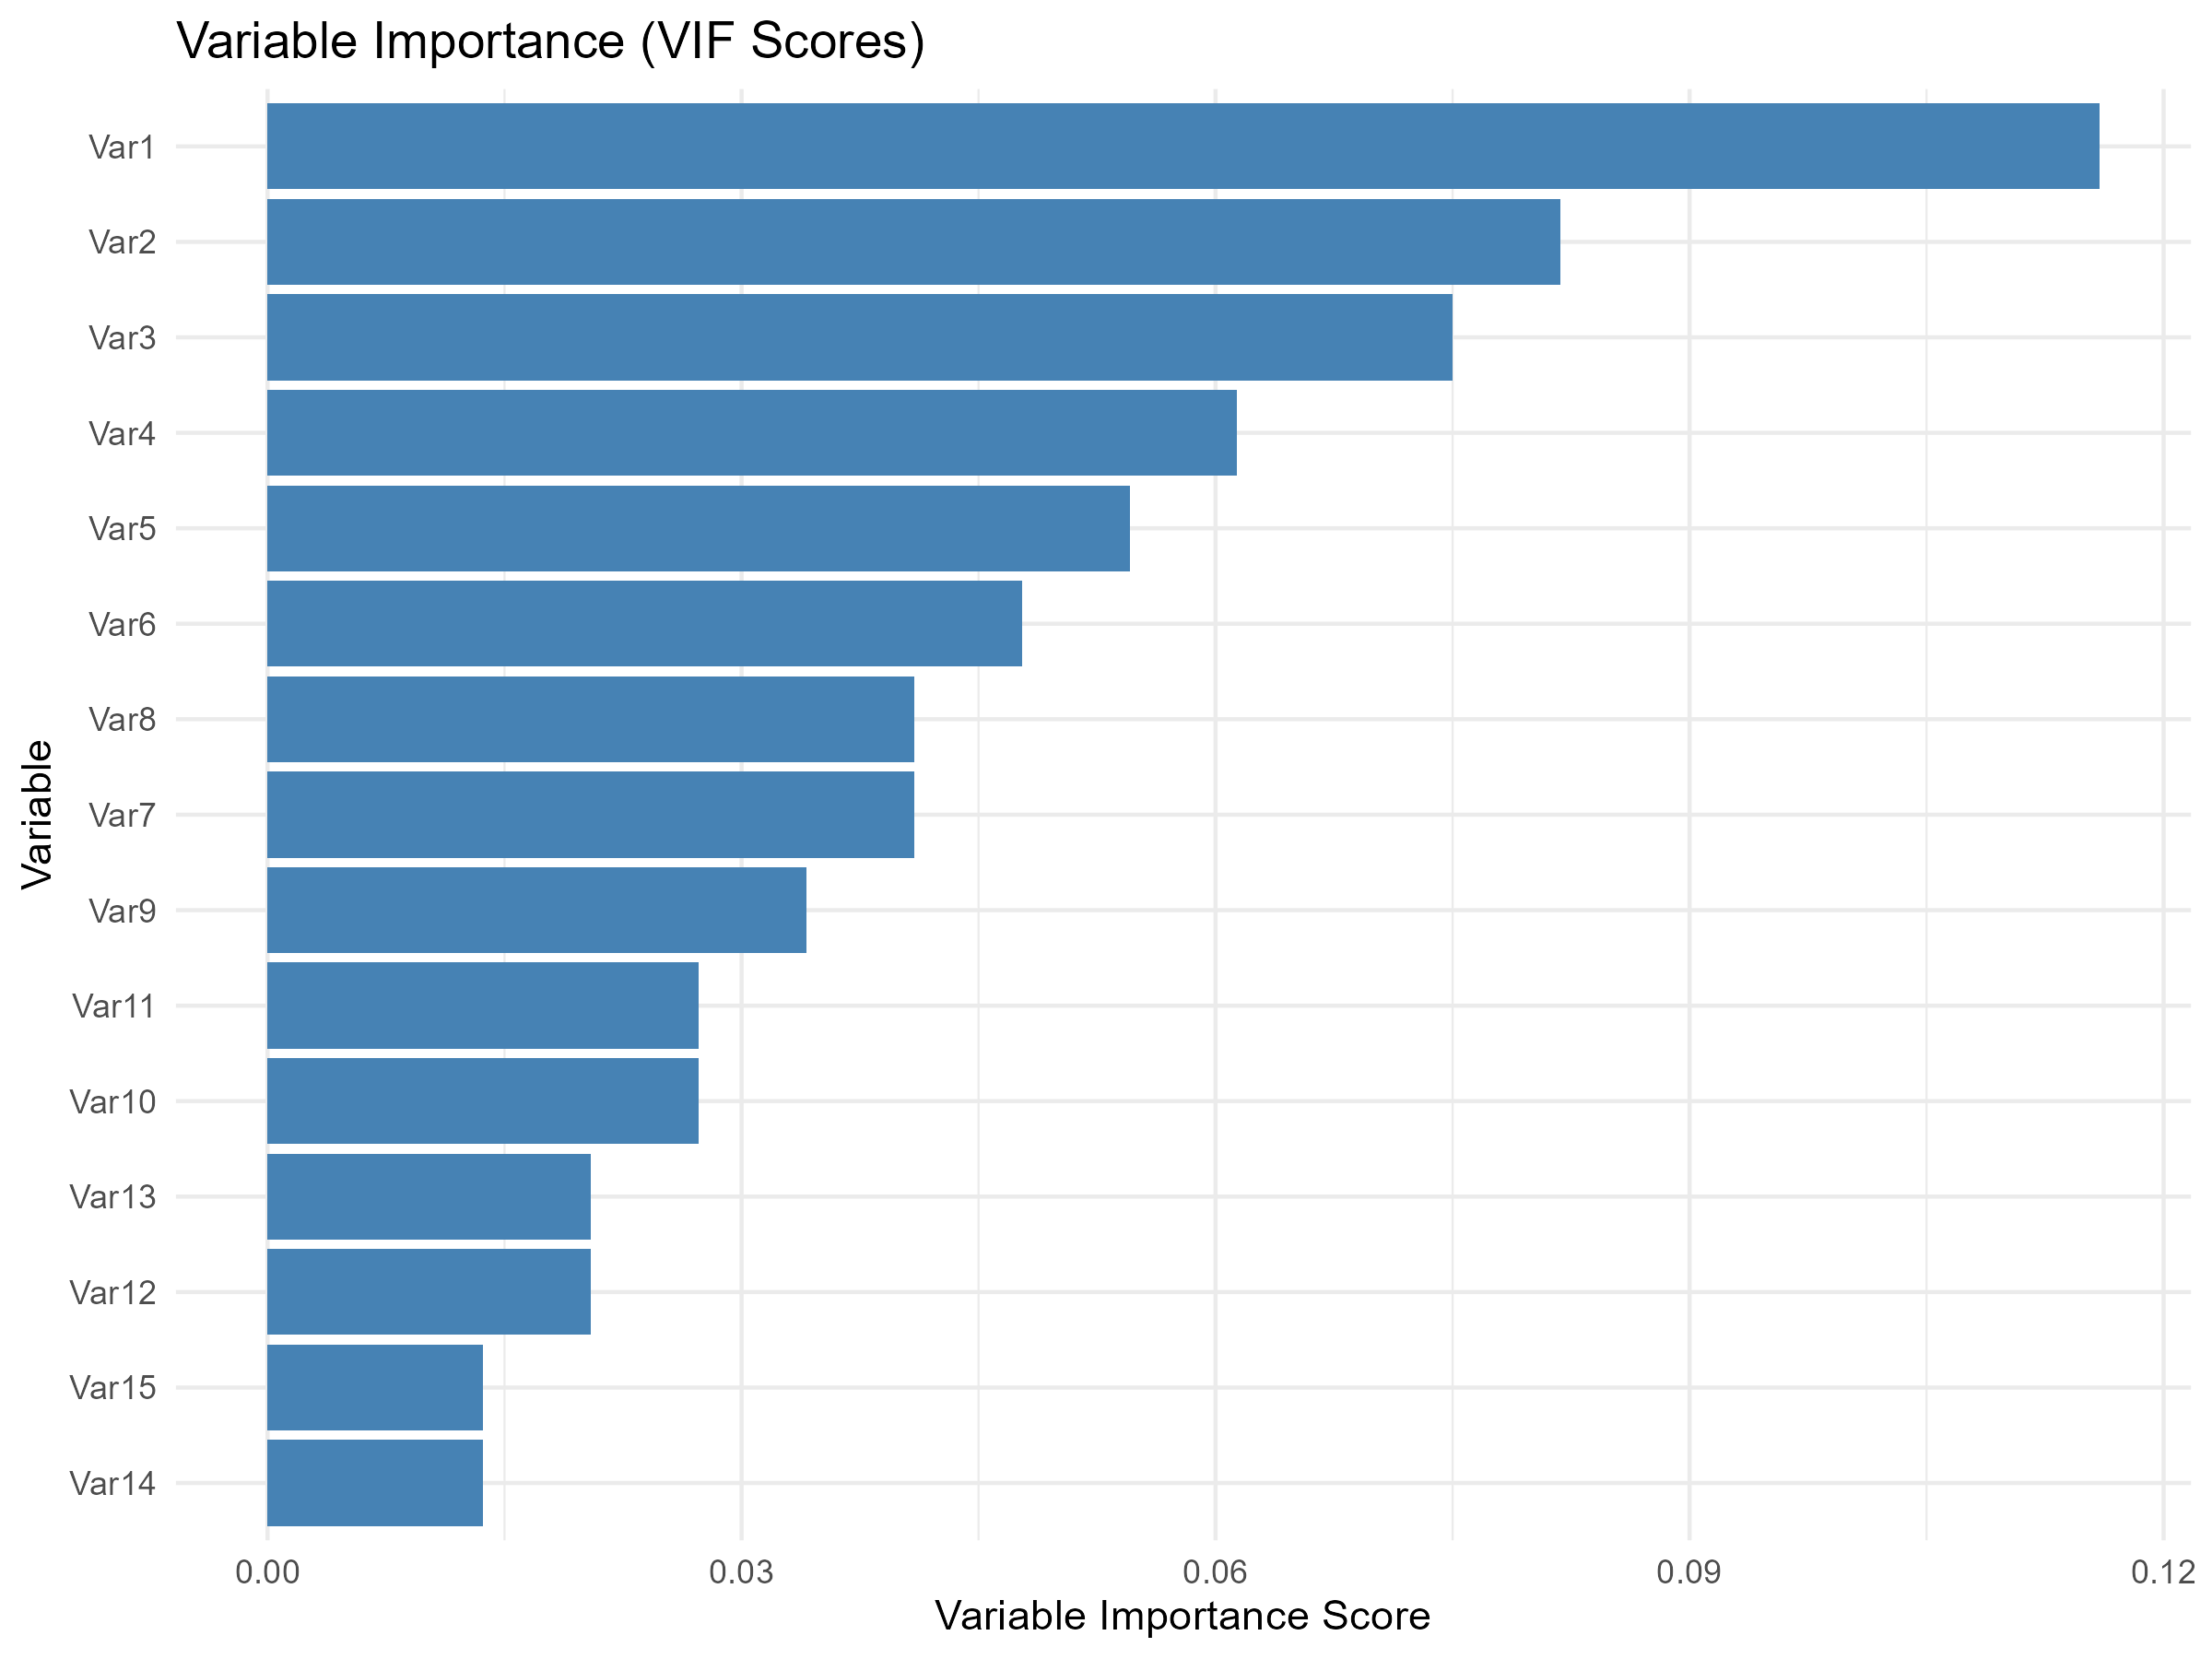 Variable Importance (VIF Scores)
Variable
Var1
Var2
Var3
Var4
Var5
Var6
Var8
Var7
Var9
Var11
Var10
Var13
Var12
Var15
Var14
0.00 0.03 0.06 0.09 0.12
Variable Importance Score